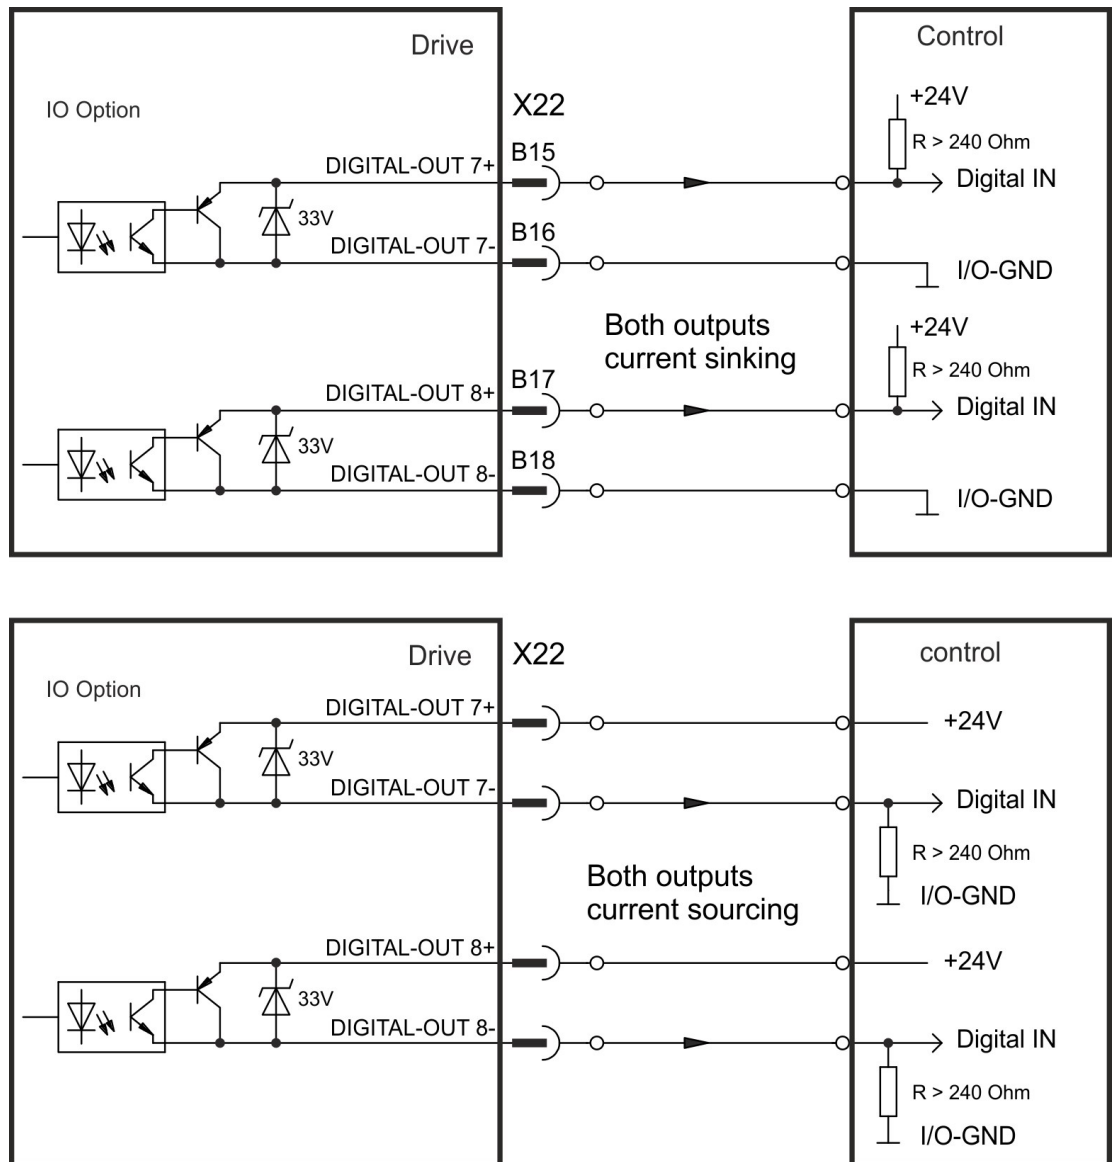 Drive
Control
IO Option
X22
+24V
R > 240 Ohm
B15
DIGITAL-OUT 7+
Digital IN
33V
B16
DIGITAL-OUT 7-
I/O-GND
Both outputs
current sinking
+24V
R > 240 Ohm
B17
DIGITAL-OUT 8+
Digital IN
33V
B18
DIGITAL-OUT 8-
I/O-GND
Drive
X22
control
IO Option
DIGITAL-OUT 7+
+24V
33V
DIGITAL-OUT 7-
Digital IN
R > 240 Ohm
Both outputs
current sourcing
I/O-GND
DIGITAL-OUT 8+
+24V
33V
DIGITAL-OUT 8-
Digital IN
R > 240 Ohm
I/O-GND